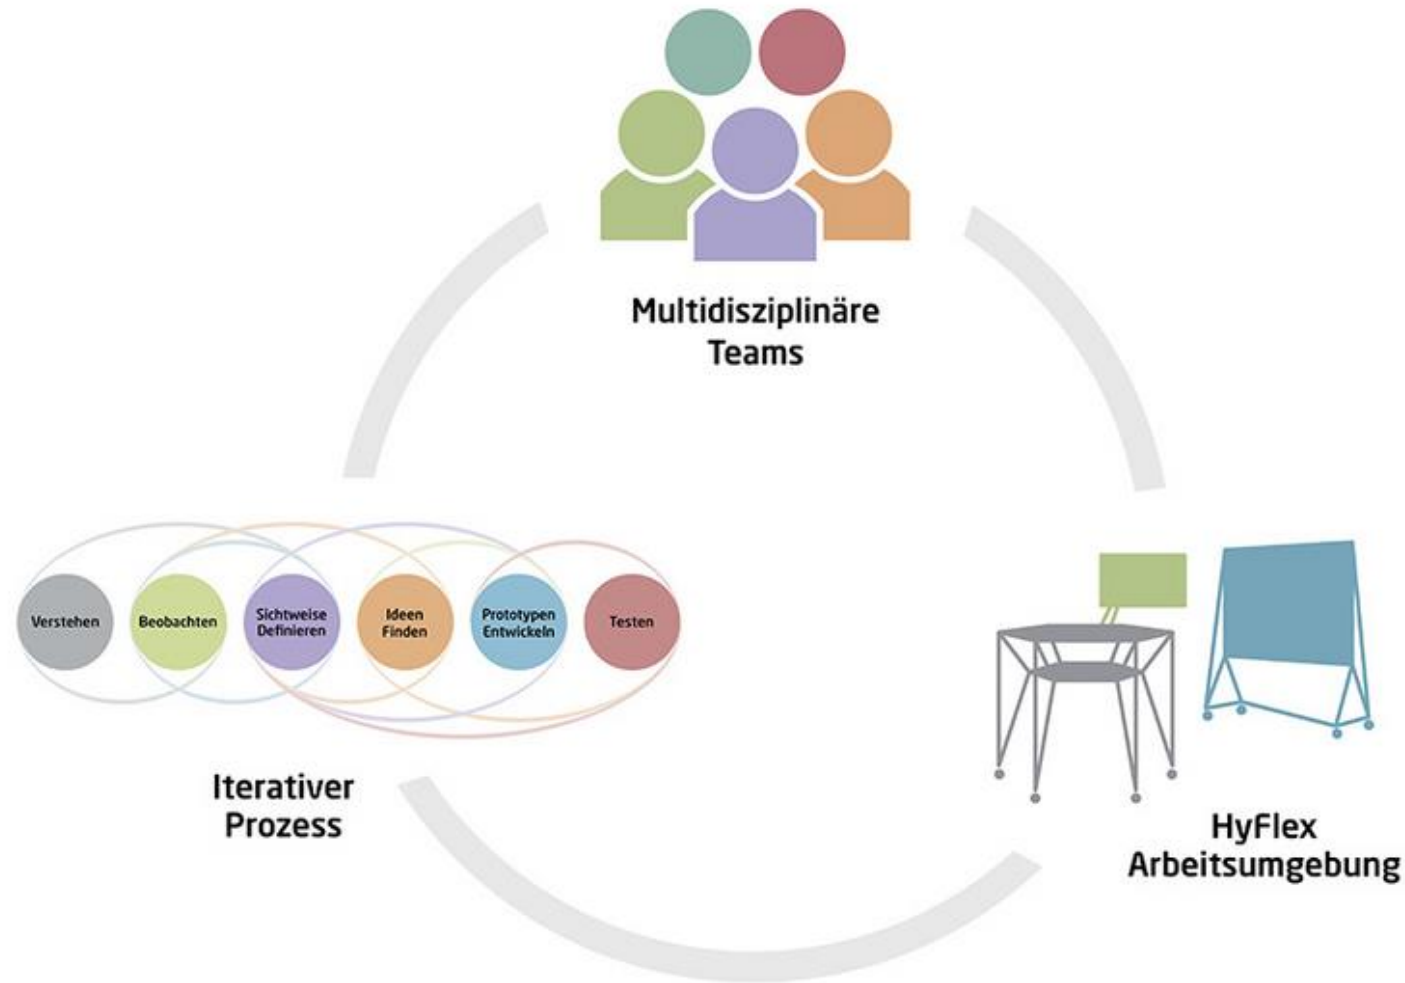 Multidisziplinäre
Teams
Verstehen
Beobachten
Sichtweise
Definieren
Ideen
Finden
Prototypen
Entwickeln
Testen
Iterativer
Prozess
HyFlex
Arbeitsumgebung